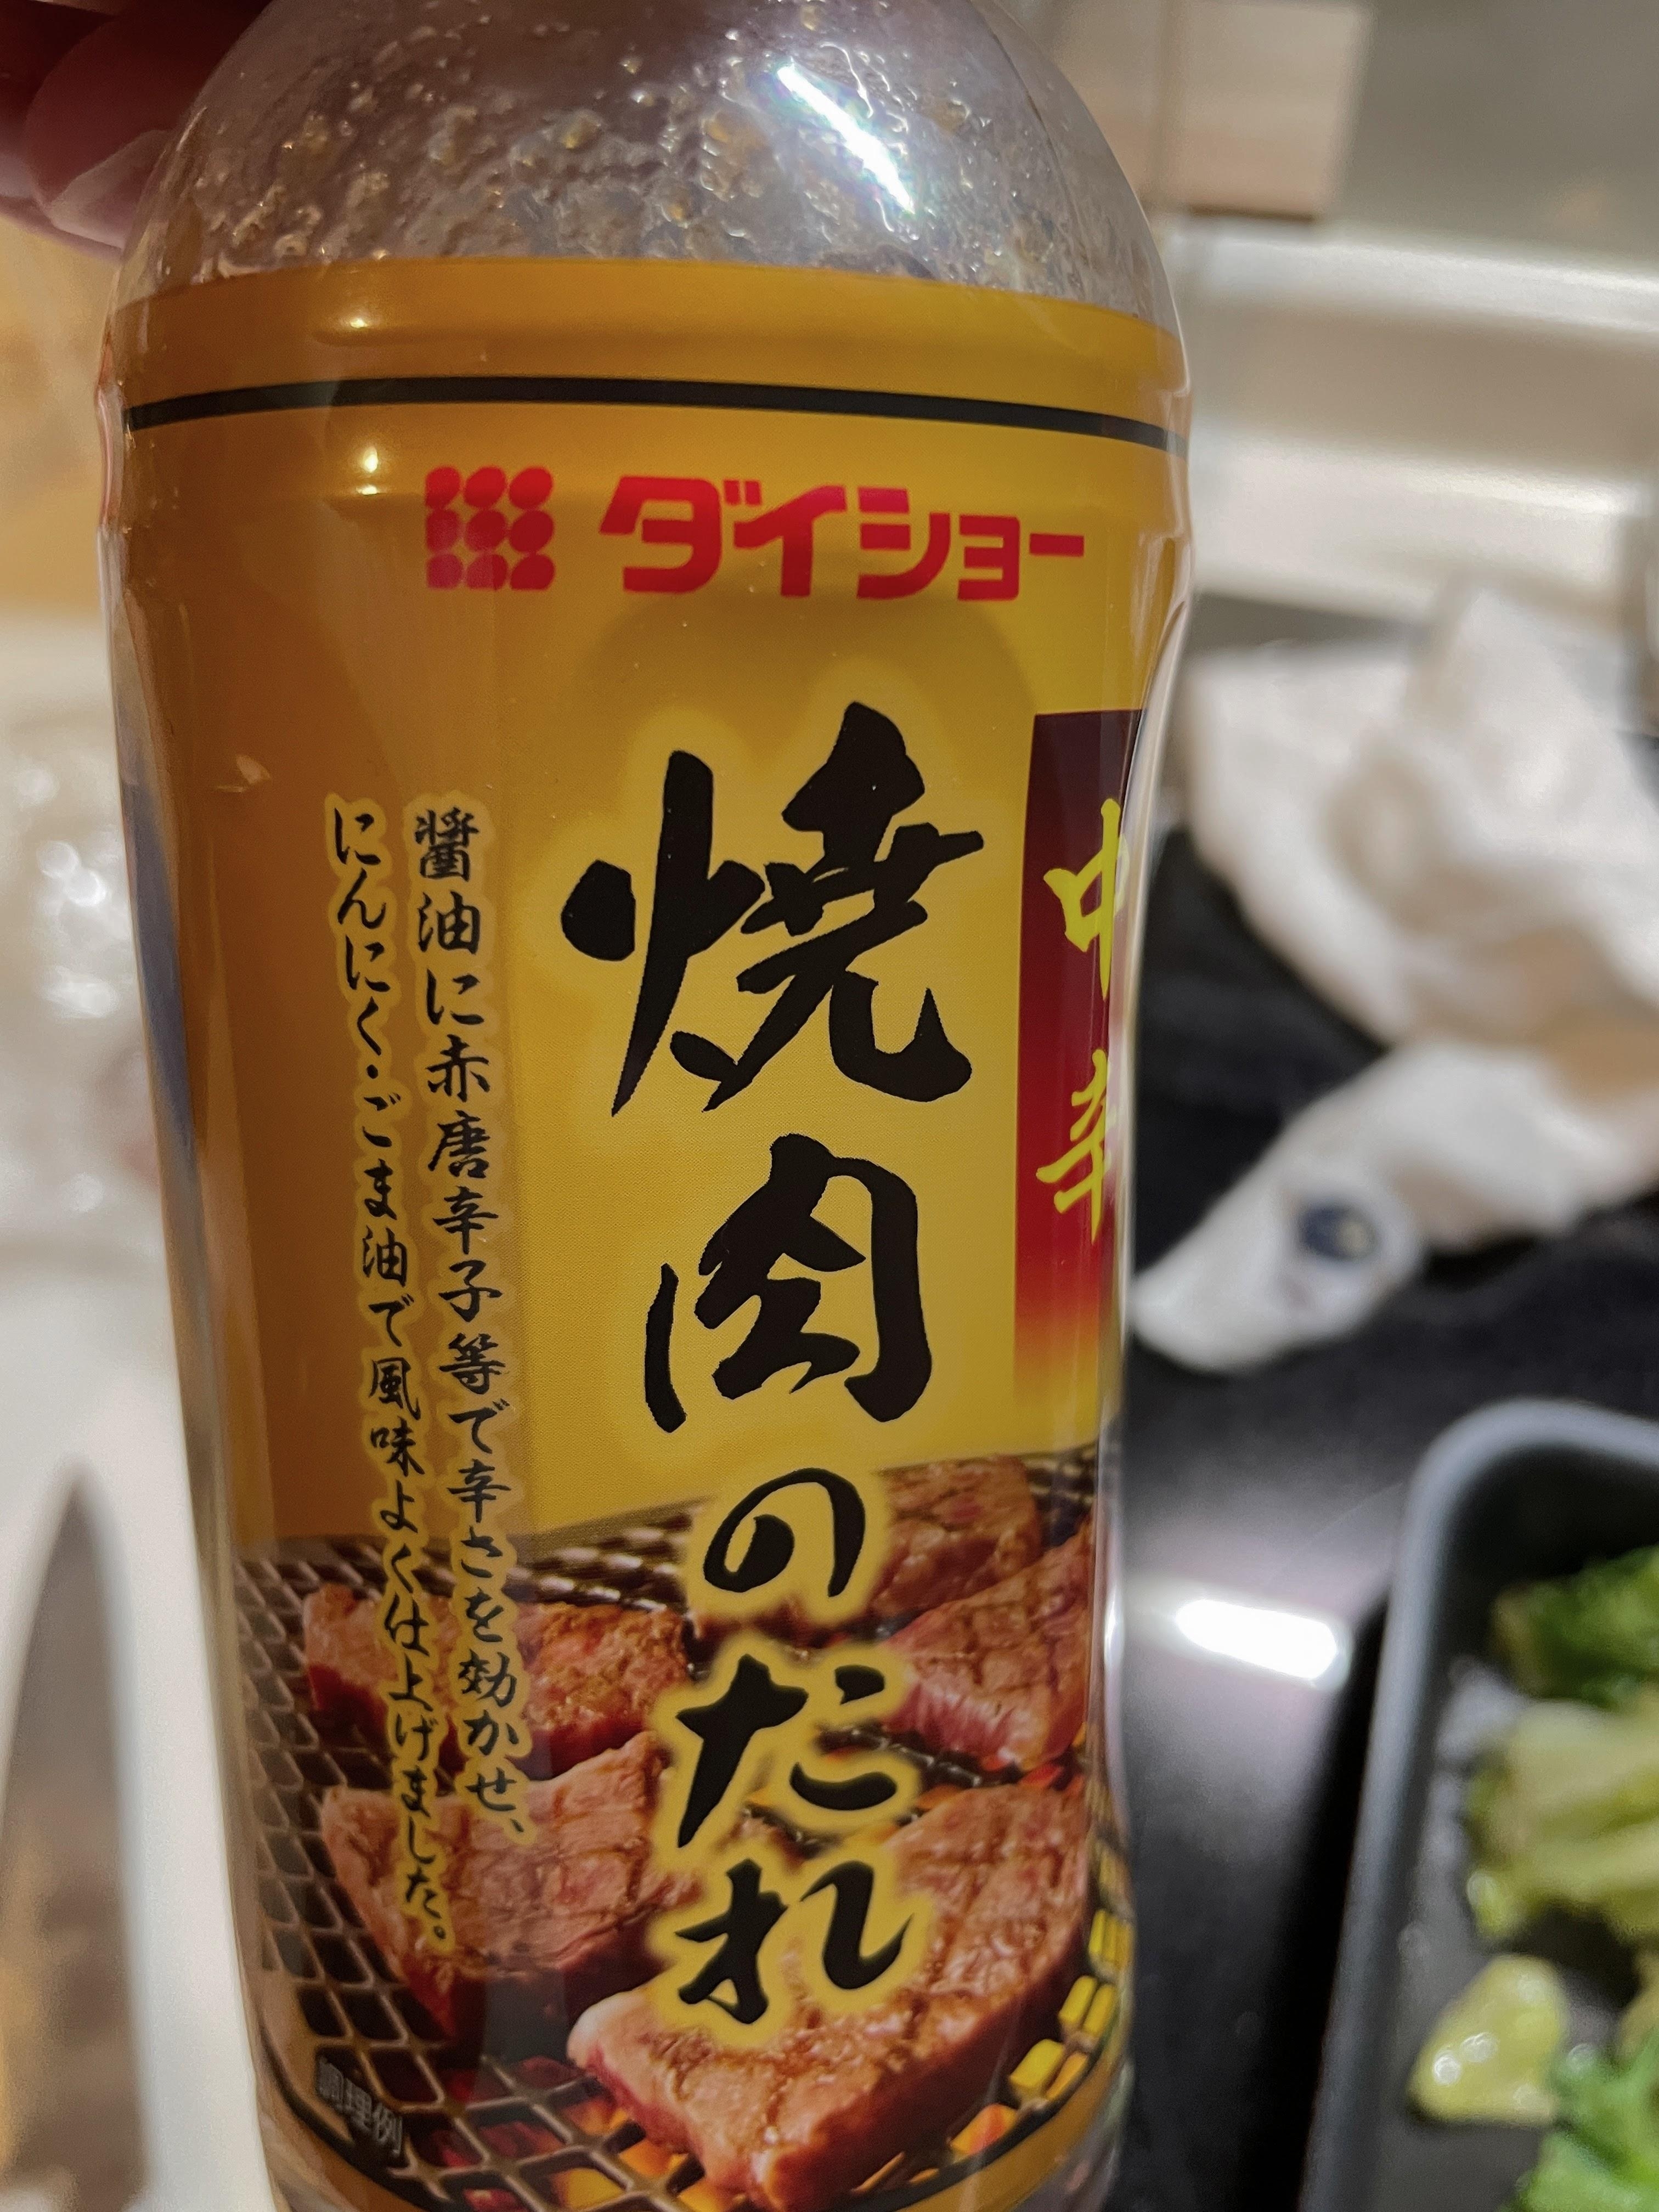 ダイショー
中辛
焼肉のたれ
醤油に赤唐辛子等で辛さを効かせ、
にんにく・ごま油で風味よく仕上げました。
調理例